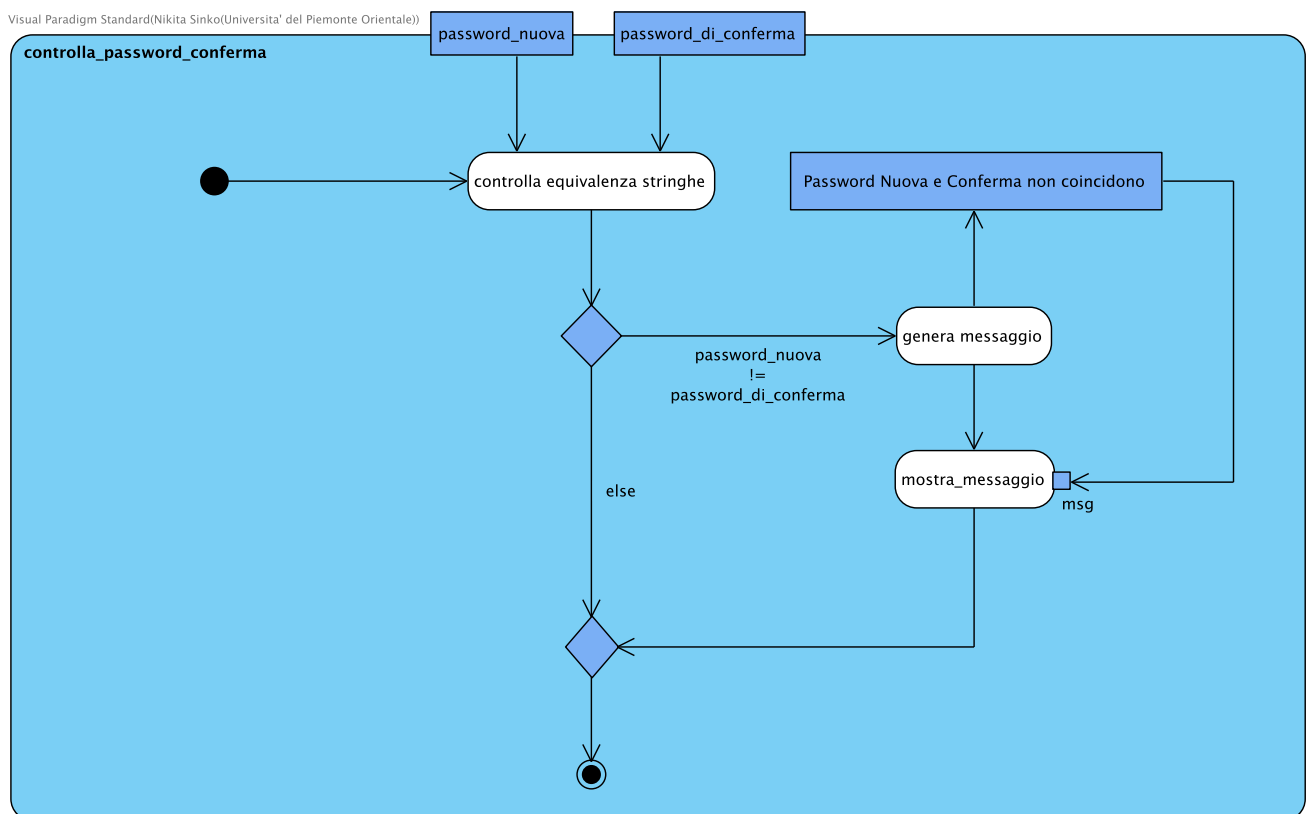 Visual Paradigm Standard(Nikita Sinko(Universita' del Piemonte Orientale))
password_nuova
password_di_conferma
controlla_password_conferma
controlla equivalenza stringhe
Password Nuova e Conferma non coincidono
genera messaggio
password_nuova
!=
password_di_conferma
mostra_messaggio
else
msg